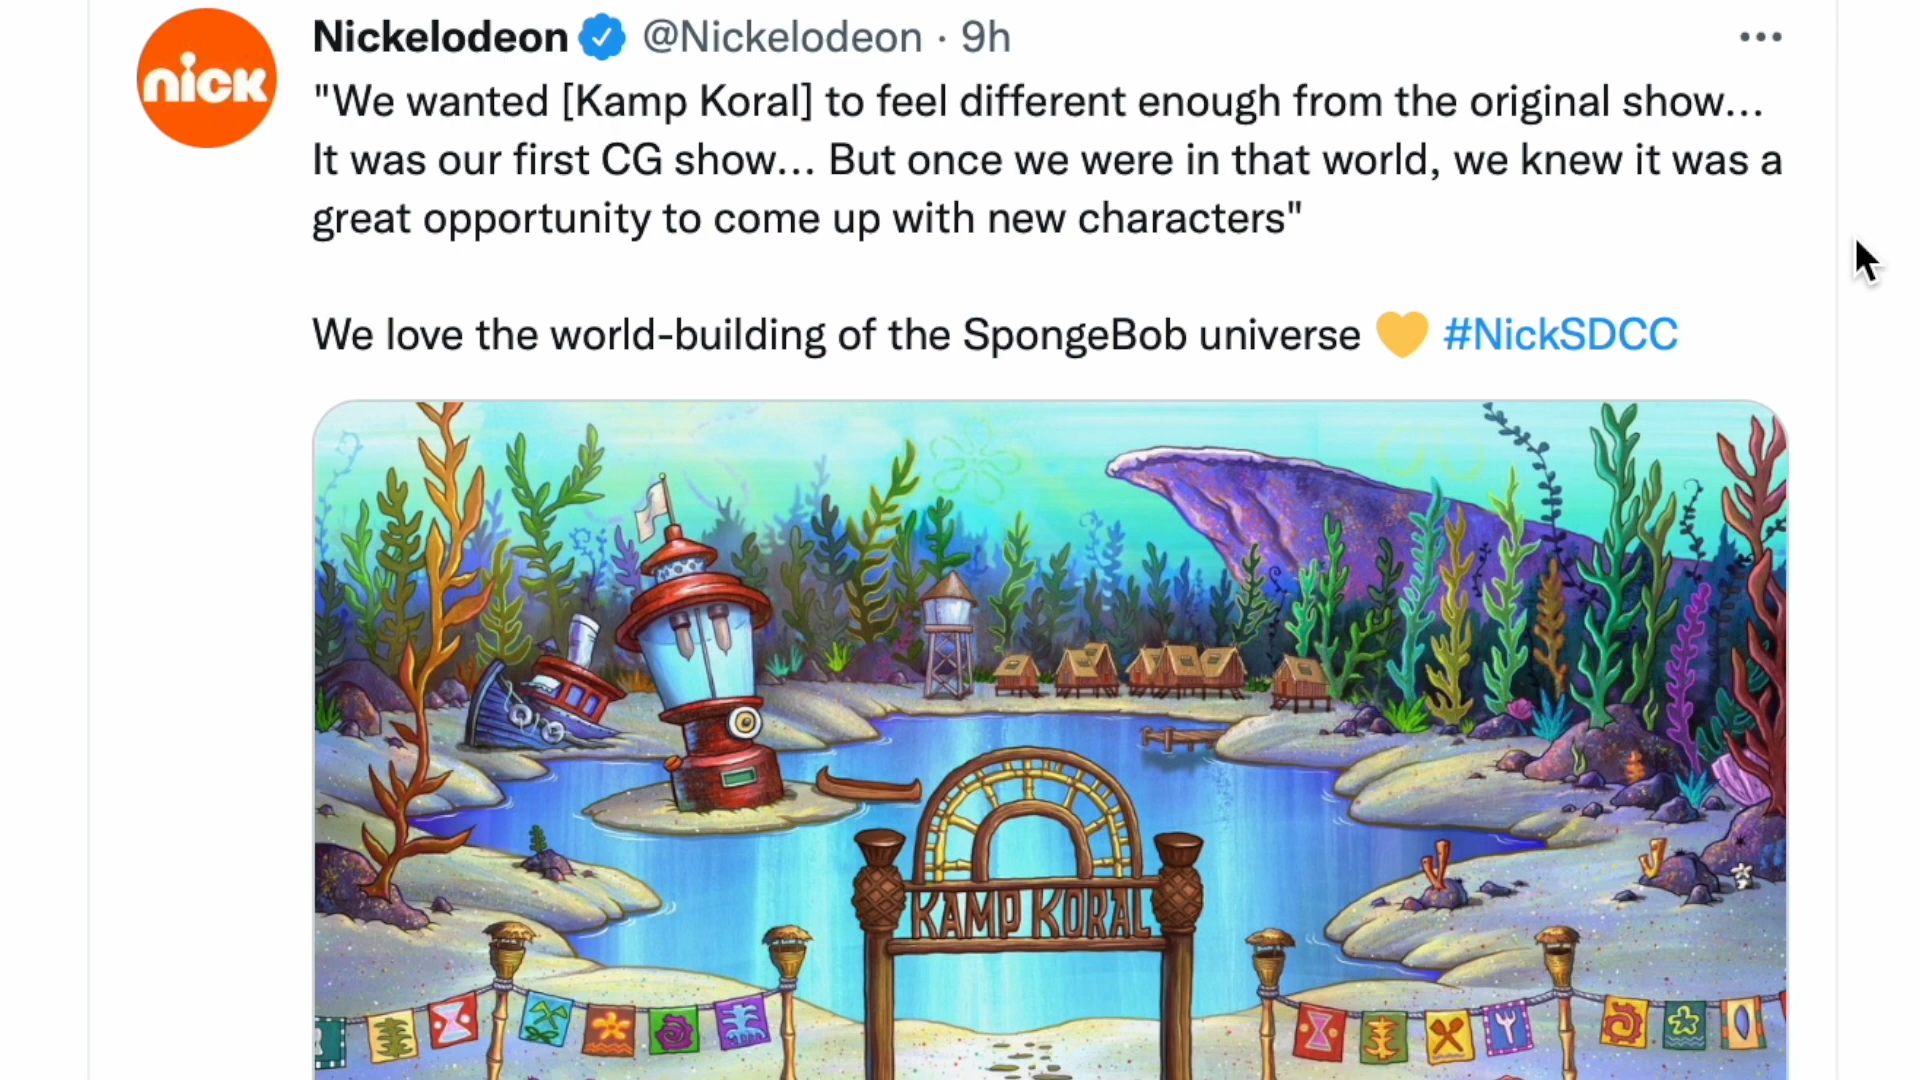 nick
Nickelodeon @Nickelodeon · 9h
"We wanted [Kamp Koral] to feel different enough from the original show...
It was our first CG show... But once we were in that world, we knew it was a
great opportunity to come up with new characters"
We love the world-building of the SpongeBob universe 💛 #NickSDCC
KAMP KORAL